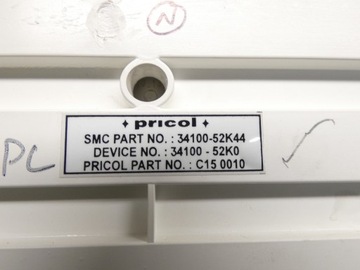 N
♦ pricol ♦
SMC PART NO. : 34100-52K44
DEVICE NO. : 34100 - 52K0
PRICOL PART NO. : C15 0010
PL